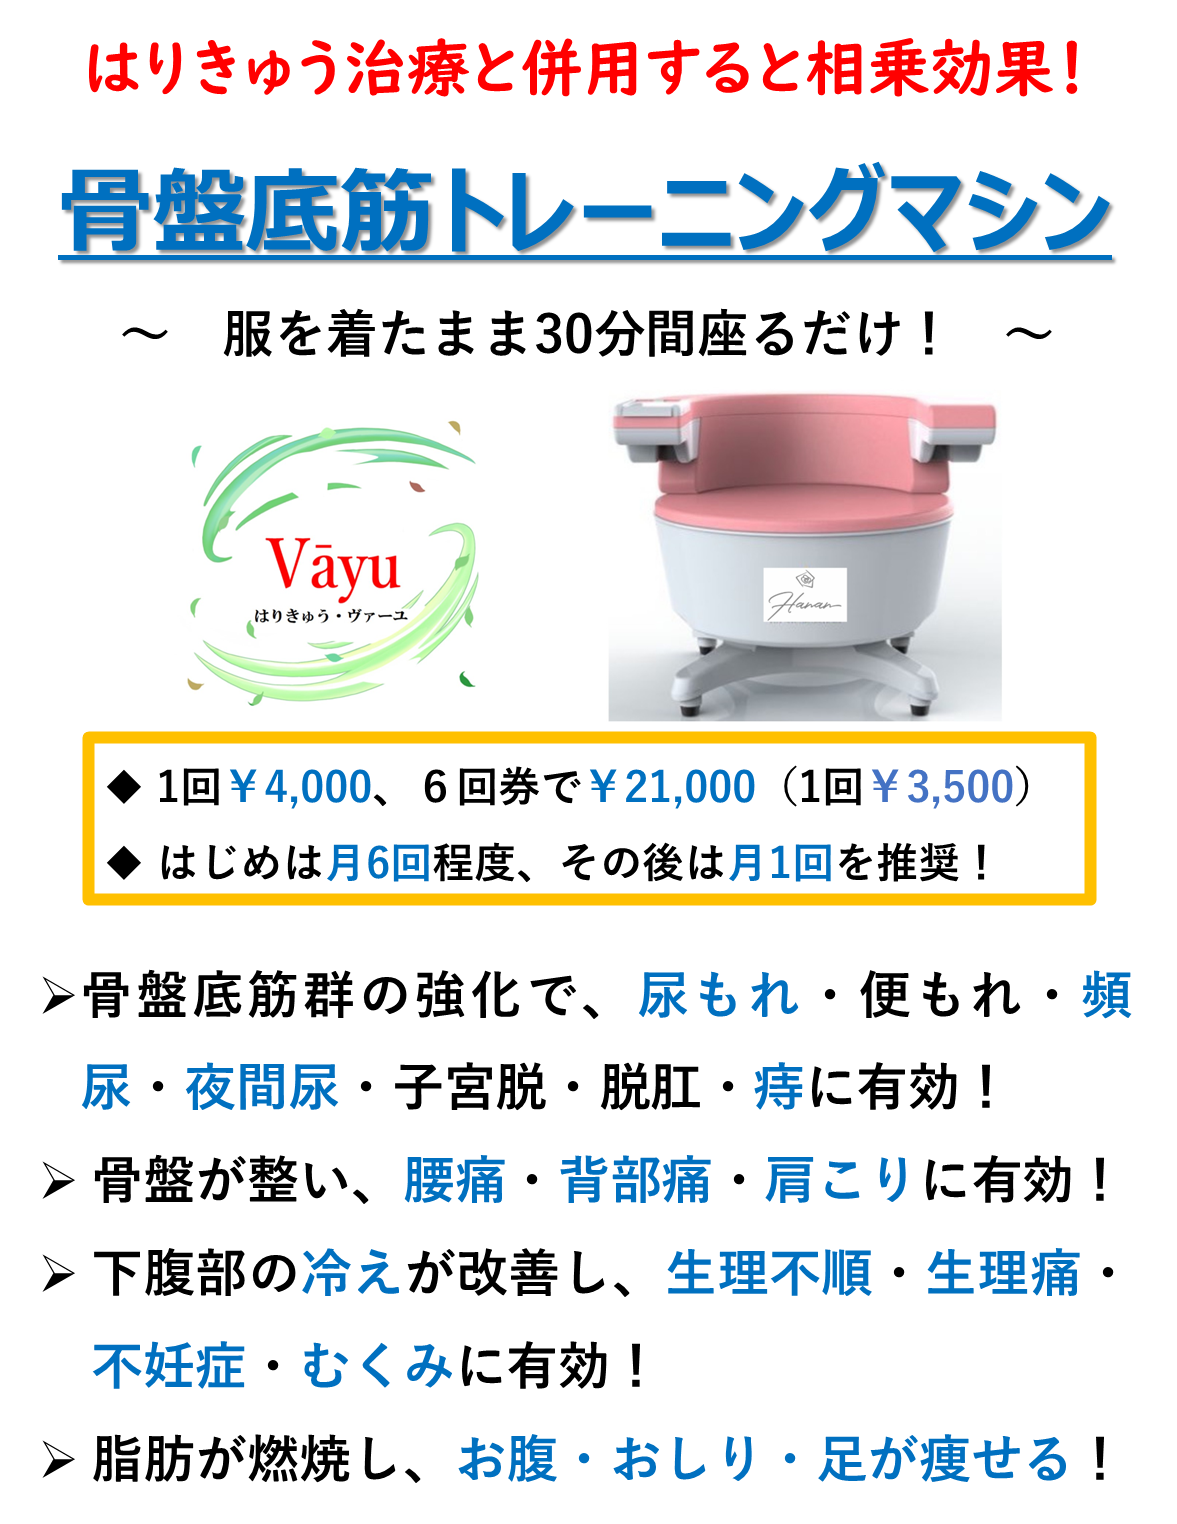 はりきゅう治療と併用すると相乗効果！
骨盤底筋トレーニングマシン
～　服を着たまま30分間座るだけ！　～
Vāyu
はりきゅう・ヴァーユ
Hanan
◆ 1回￥4,000、６回券で￥21,000（1回￥3,500）
◆ はじめは月6回程度、その後は月1回を推奨！
➢骨盤底筋群の強化で、尿もれ・便もれ・頻
尿・夜間尿・子宮脱・脱肛・痔に有効！
➢ 骨盤が整い、腰痛・背部痛・肩こりに有効！
➢ 下腹部の冷えが改善し、生理不順・生理痛・
不妊症・むくみに有効！
➢ 脂肪が燃焼し、お腹・おしり・足が痩せる！